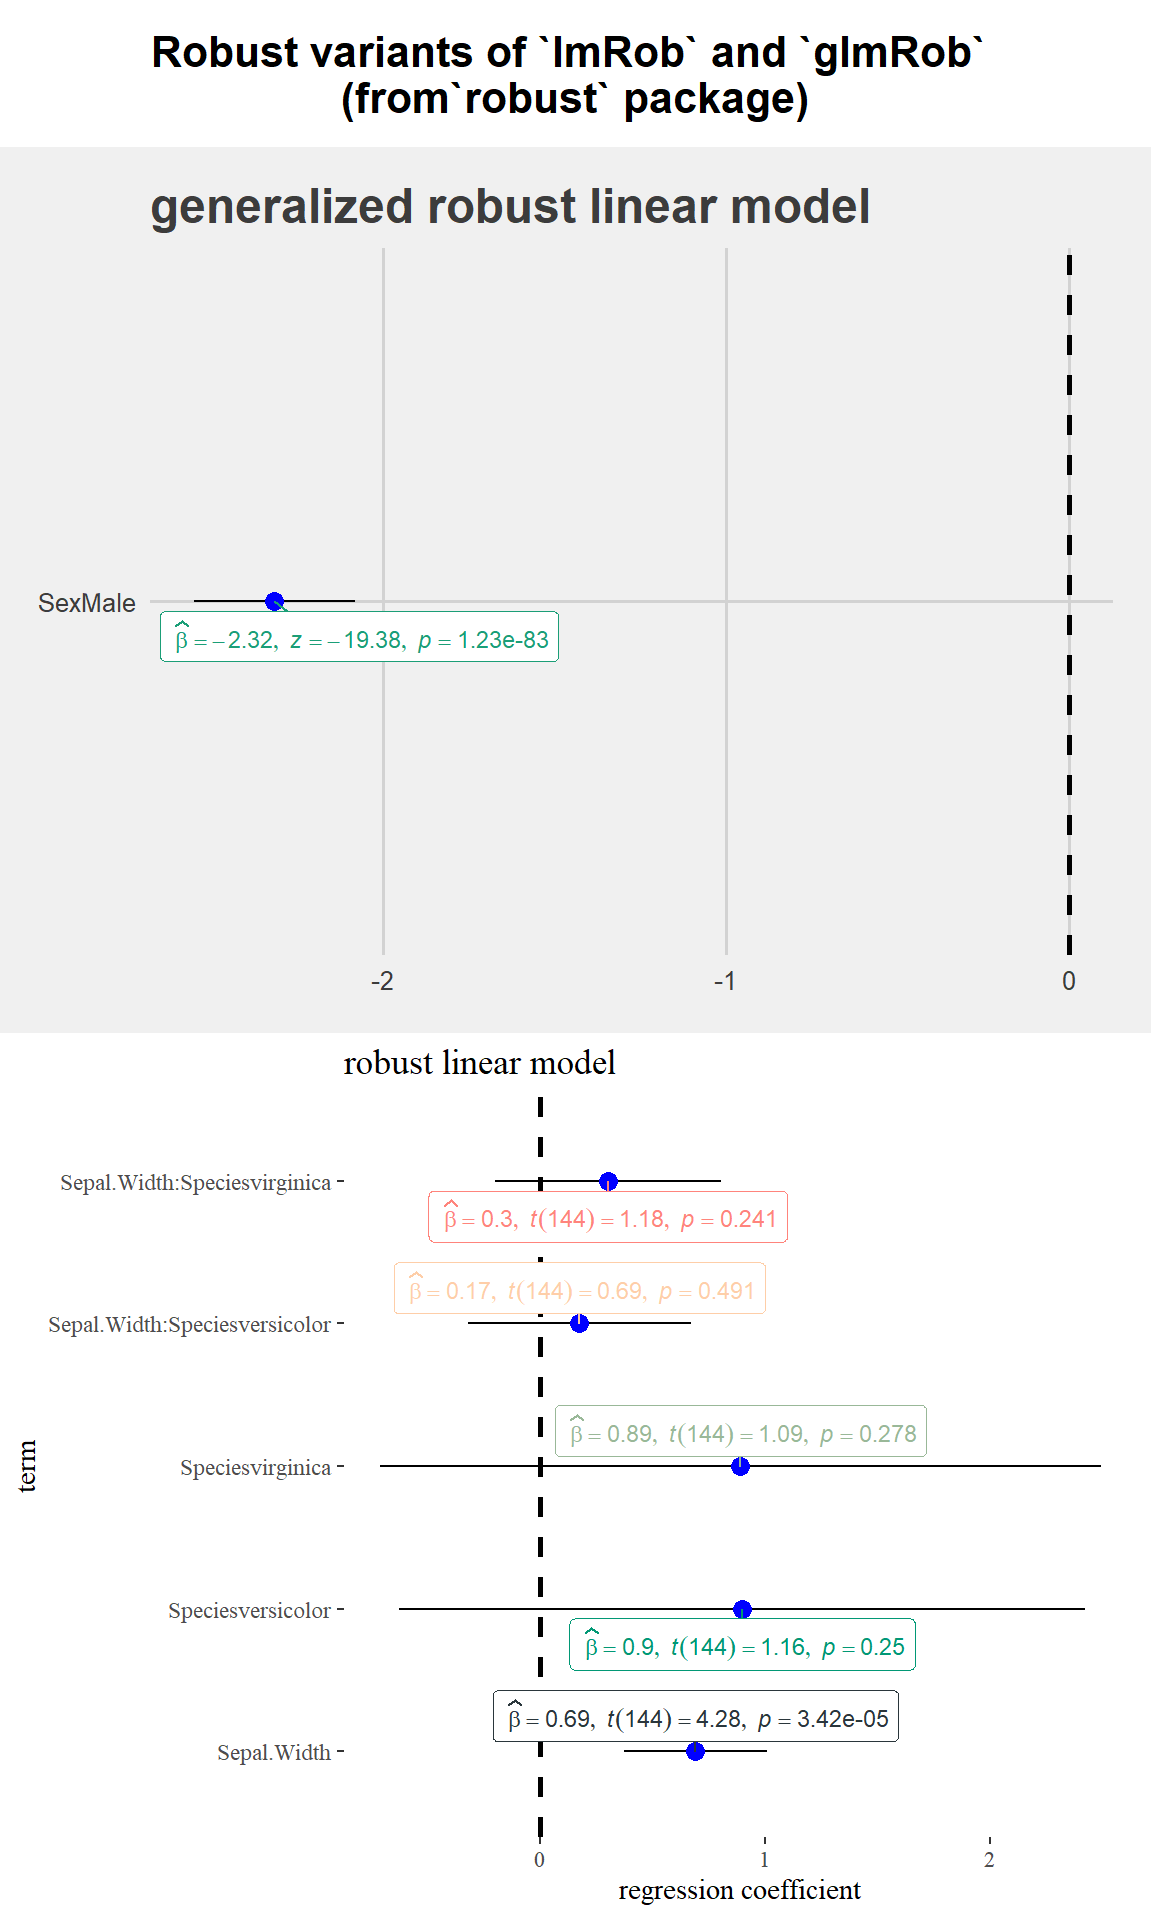 Robust variants of `lmRob` and `glmRob`
(from`robust` package)
generalized robust linear model
SexMale
β̂ = −2.32, z = −19.38, p = 1.23e-83
-2 -1 0
robust linear model
Sepal.Width:Speciesvirginica
β̂ = 0.3, t(144) = 1.18, p = 0.241
β̂ = 0.17, t(144) = 0.69, p = 0.491
Sepal.Width:Speciesversicolor
β̂ = 0.89, t(144) = 1.09, p = 0.278
Speciesvirginica
term
Speciesversicolor
β̂ = 0.9, t(144) = 1.16, p = 0.25
β̂ = 0.69, t(144) = 4.28, p = 3.42e-05
Sepal.Width
0 1 2
regression coefficient